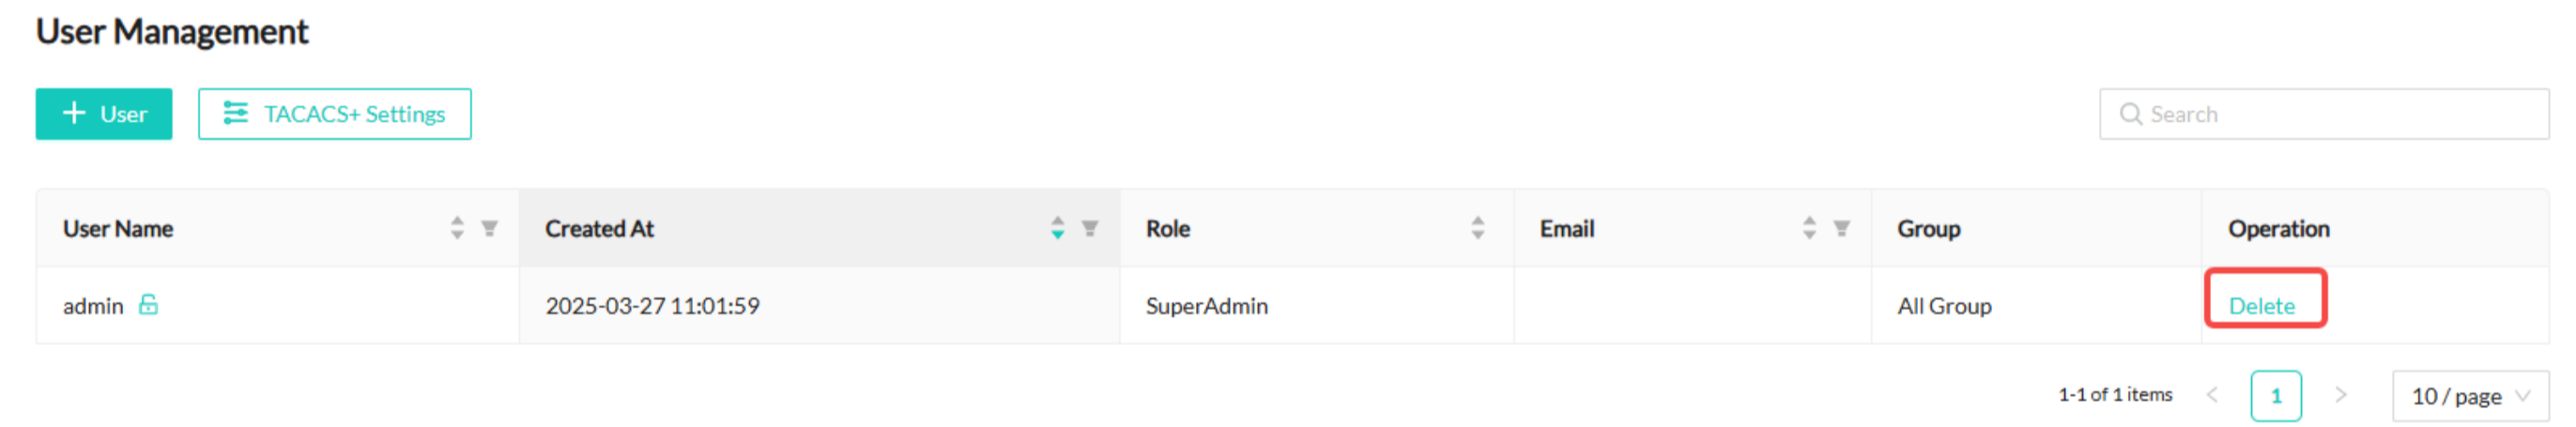 User Management
+ User
TACACS+ Settings
Search
User Name
Created At
Role
Email
Group
Operation
admin
2025-03-27 11:01:59
SuperAdmin
All Group
Delete
1-1 of 1 items
<
1
>
10 / page